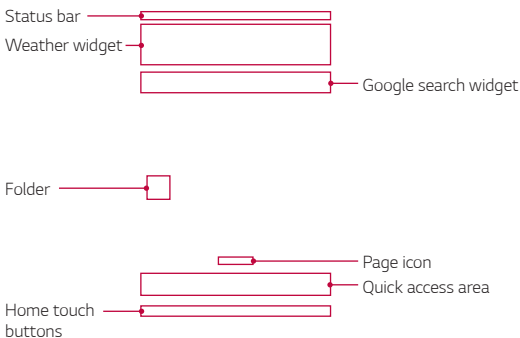 Status bar
Weather widget
Google search widget
Folder
Page icon
Quick access area
Home touch
buttons